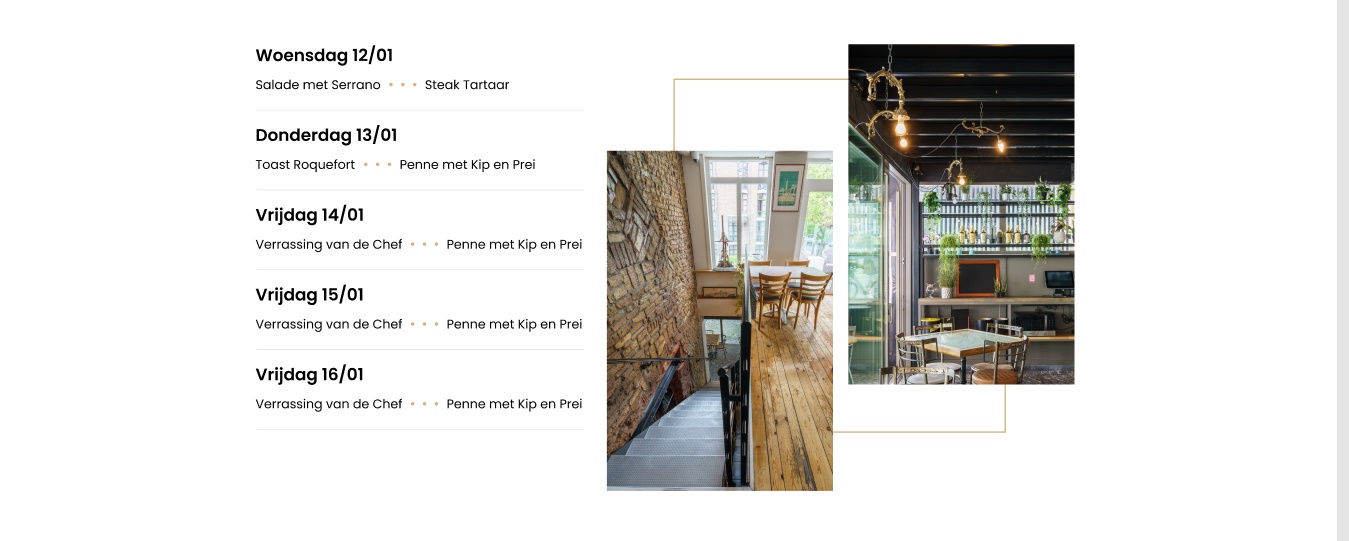 Woensdag 12/01
Salade met Serrano • • • Steak Tartaar
Donderdag 13/01
Toast Roquefort • • • Penne met Kip en Prei
Vrijdag 14/01
Verrassing van de Chef • • • Penne met Kip en Prei
Vrijdag 15/01
Verrassing van de Chef • • • Penne met Kip en Prei
Vrijdag 16/01
Verrassing van de Chef • • • Penne met Kip en Prei